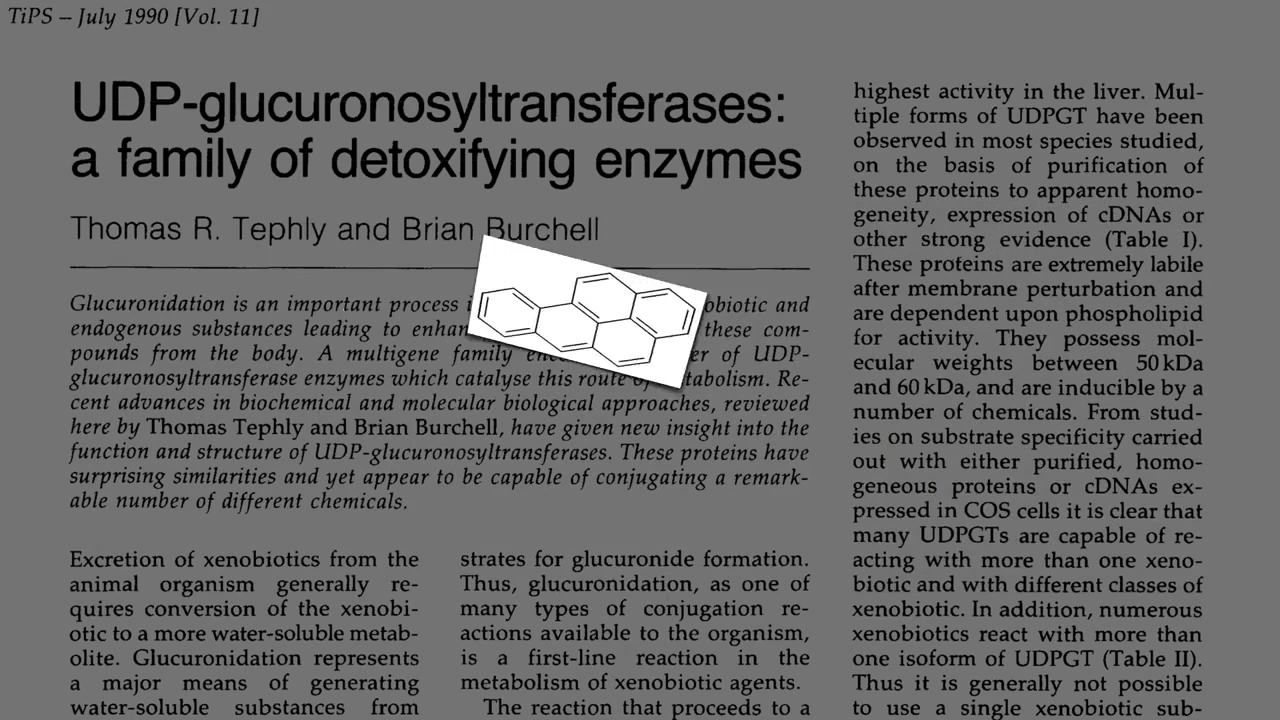 TiPS – July 1990 [Vol. 11]
UDP-glucuronosyltransferases:
a family of detoxifying enzymes
Thomas R. Tephly and Brian Burchell
Glucuronidation is an important process and
endogenous substances leading to these com-
pounds from the body. A multigene family of UDP-
glucuronosyltransferase enzymes which catalyse this route of metabolism. Re-
cent advances in biochemical and molecular biological approaches, reviewed
here by Thomas Tephly and Brian Burchell, have given new insight into the
function and structure of UDP-glucuronosyltransferases. These proteins have
surprising similarities and yet appear to be capable of conjugating a remark-
able number of different chemicals.
Excretion of xenobiotics from the
animal organism generally re-
quires conversion of the xenobi-
otic to a more water-soluble metab-
olite. Glucuronidation represents
a major means of generating
water-soluble substances from
strates for glucuronide formation.
Thus, glucuronidation, as one of
many types of conjugation re-
actions available to the organism,
is a first-line reaction in the
metabolism of xenobiotic agents.
The reaction that proceeds to a
highest activity in the liver. Mul-
tiple forms of UDPGT have been
observed in most species studied,
on the basis of purification of
these proteins to apparent homo-
geneity, expression of cDNAs or
other strong evidence (Table I).
These proteins are extremely labile
after membrane perturbation and
are dependent upon phospholipid
for activity. They possess mol-
ecular weights between 50 kDa
and 60 kDa, and are inducible by a
number of chemicals. From stud-
ies on substrate specificity carried
out with either purified, homo-
geneous proteins or cDNAs ex-
pressed in COS cells it is clear that
many UDPGTs are capable of re-
acting with more than one xeno-
biotic and with different classes of
xenobiotic. In addition, numerous
xenobiotics react with more than
one isoform of UDPGT (Table II).
Thus it is generally not possible
to use a single xenobiotic sub-